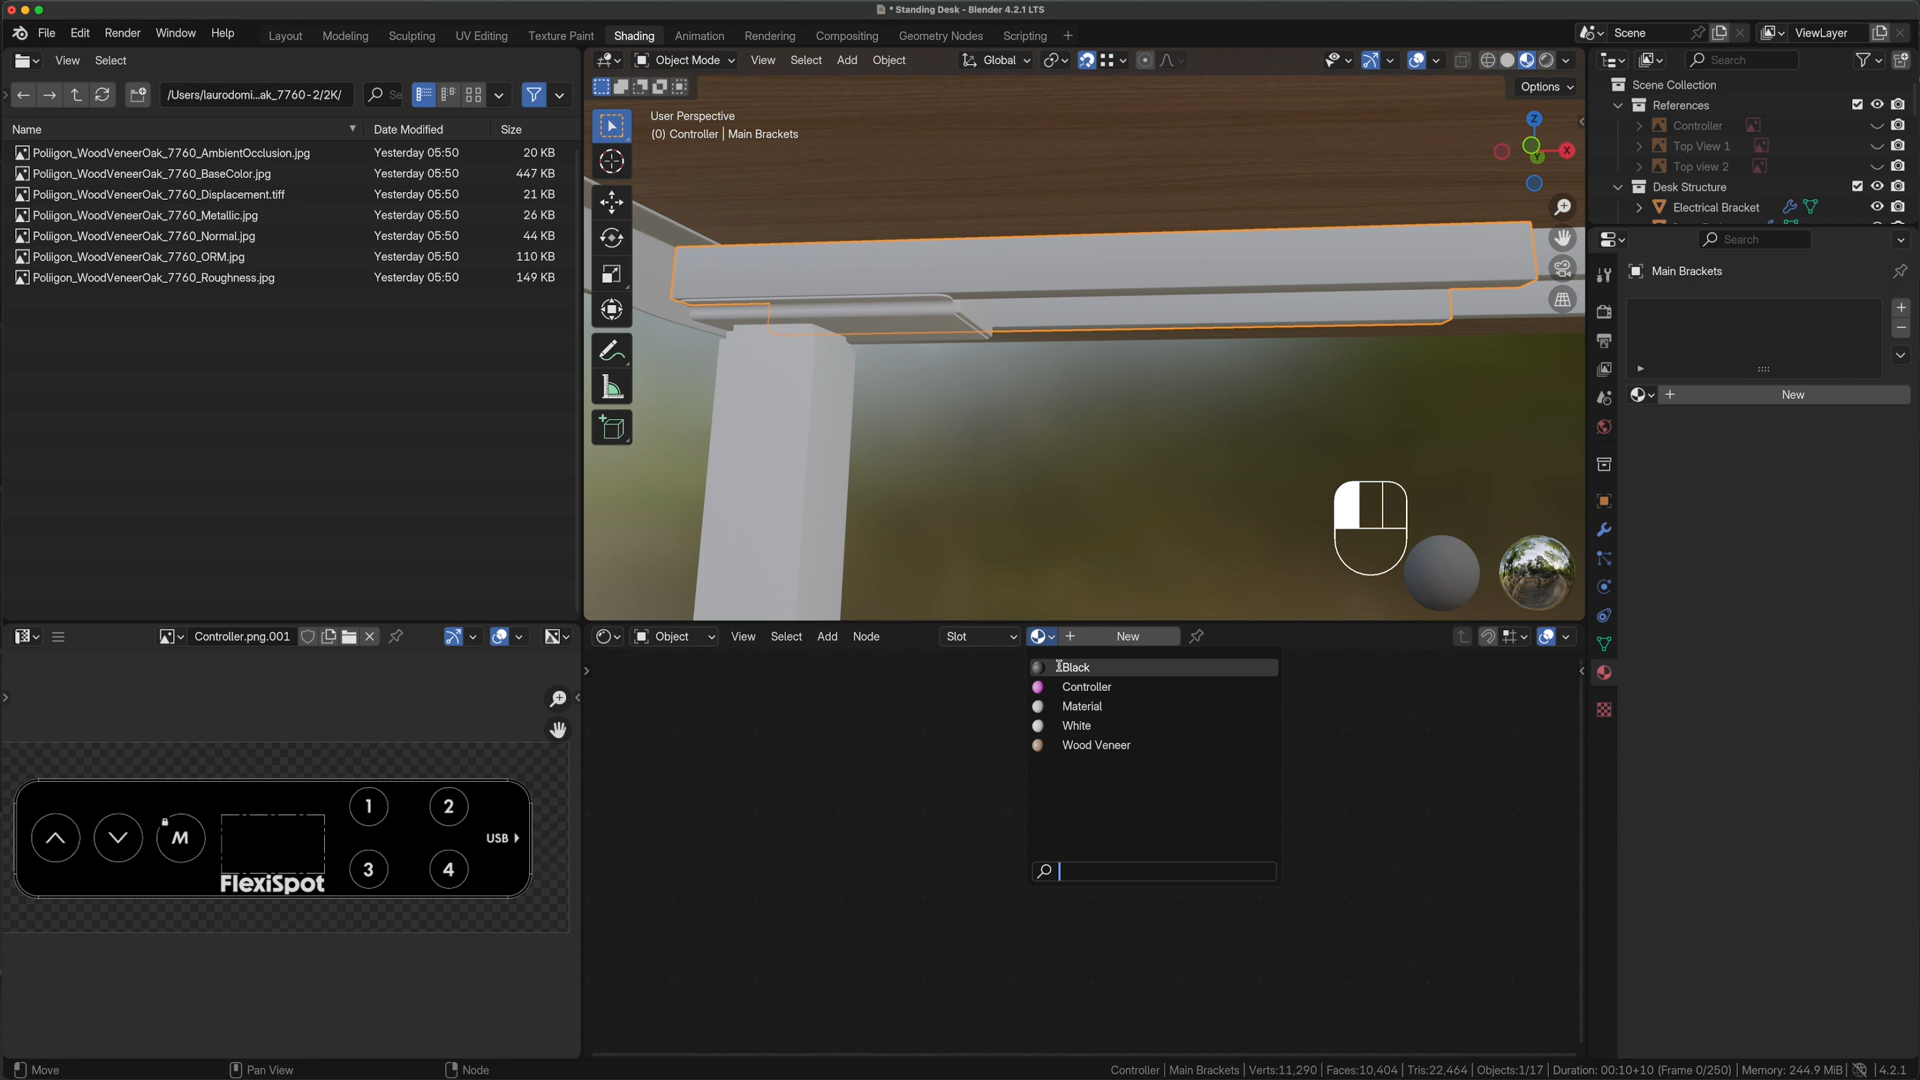 * Standing Desk - Blender 4.2.1 LTS
File Edit Render Window Help
Layout Modeling Sculpting UV Editing Texture Paint Shading Animation Rendering Compositing Geometry Nodes Scripting +
Scene
ViewLayer
View Select
Object Mode View Select Add Object
Global
Search
Options
/Users/laurodomi...ak_7760-2/2K/
Se
Name Date Modified Size
Poliigon_WoodVeneerOak_7760_AmbientOcclusion.jpg Yesterday 05:50 20 KB
Poliigon_WoodVeneerOak_7760_BaseColor.jpg Yesterday 05:50 447 KB
Poliigon_WoodVeneerOak_7760_Displacement.tiff Yesterday 05:50 21 KB
Poliigon_WoodVeneerOak_7760_Metallic.jpg Yesterday 05:50 26 KB
Poliigon_WoodVeneerOak_7760_Normal.jpg Yesterday 05:50 44 KB
Poliigon_WoodVeneerOak_7760_ORM.jpg Yesterday 05:50 110 KB
Poliigon_WoodVeneerOak_7760_Roughness.jpg Yesterday 05:50 149 KB
User Perspective
(0) Controller | Main Brackets
Z
X
Y
Scene Collection
References
Controller
Top View 1
Top view 2
Desk Structure
Electrical Bracket
Search
Main Brackets
New
Controller.png.001
Object View Select Add Node
Slot
New
Black
Controller
Material
White
Wood Veneer
1 2
M
USB
3 4
FlexiSpot
Move
Pan View
Node
Controller | Main Brackets | Verts:11,290 | Faces:10,404 | Tris:22,464 | Objects:1/17 | Duration: 00:10+10 (Frame 0/250) | Memory: 244.9 MiB | 4.2.1